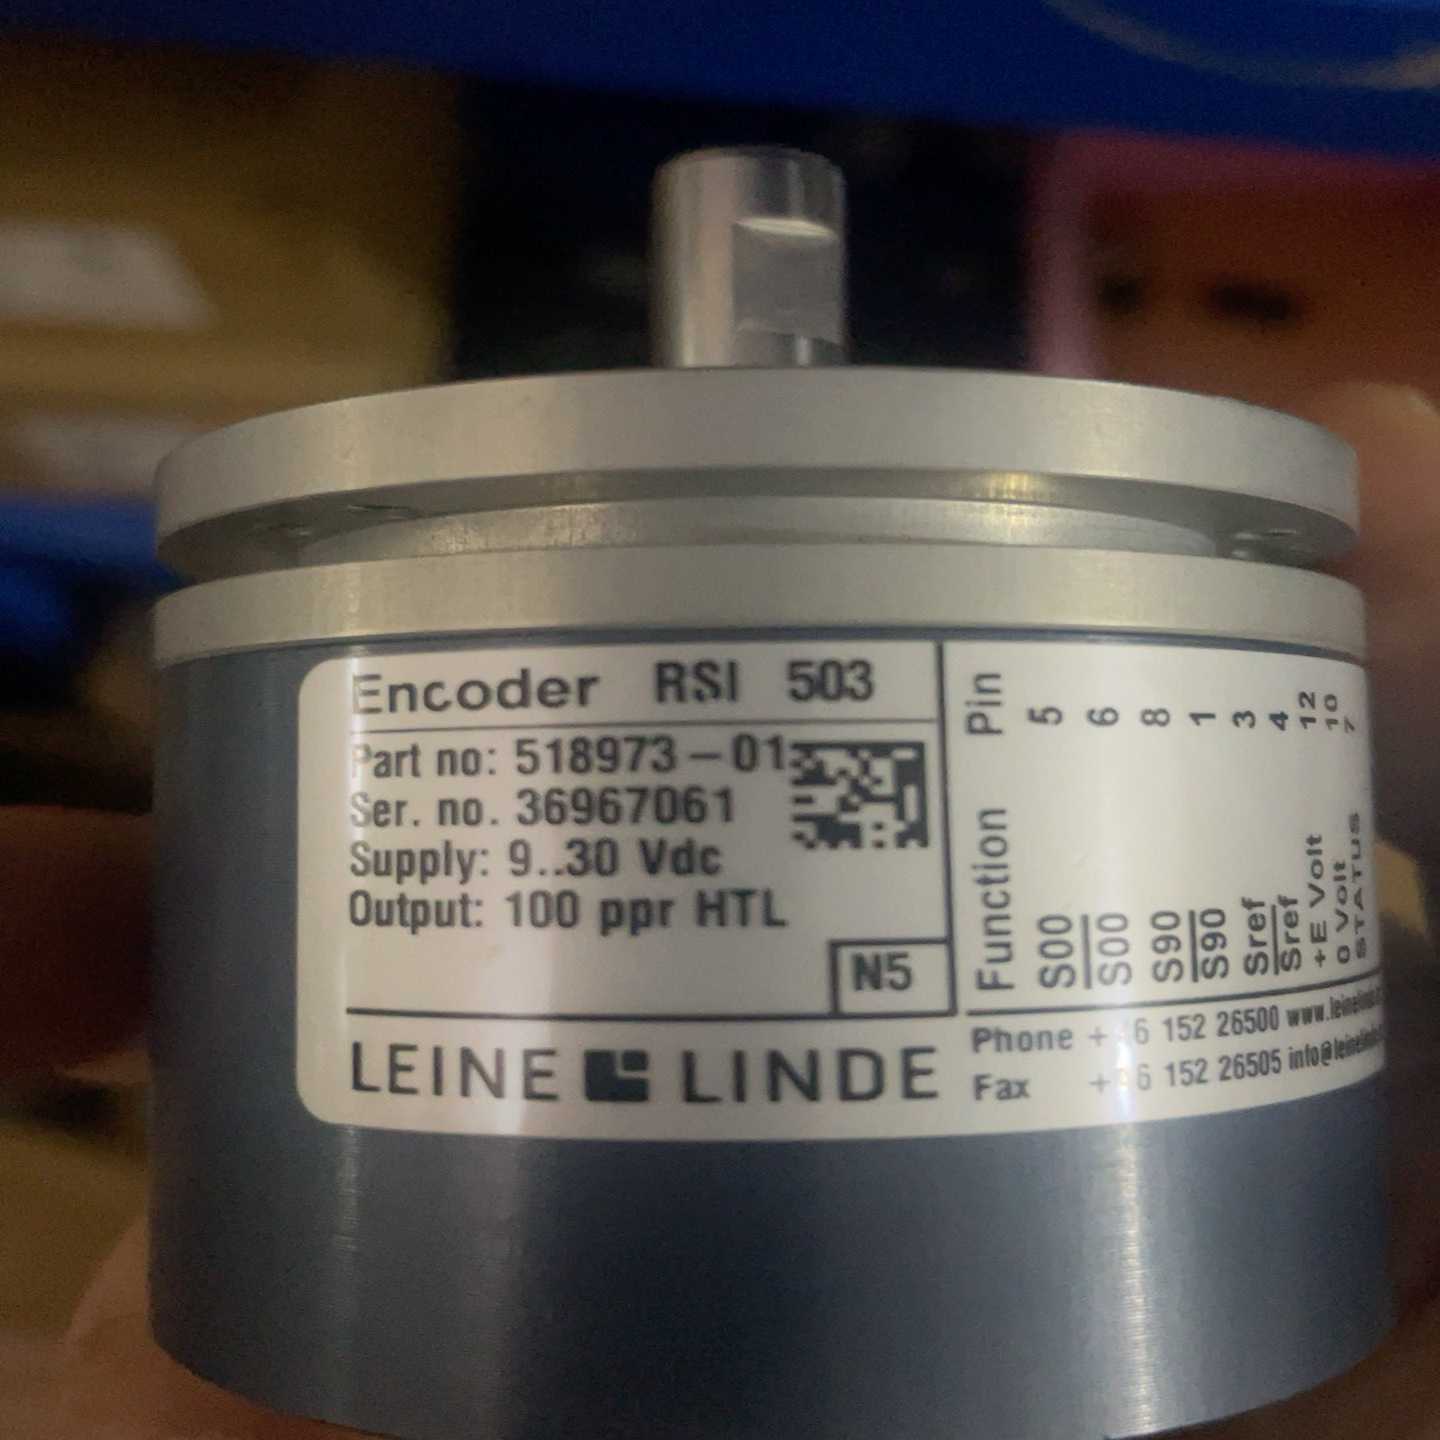 Encoder RSI 503
Part no: 518973-01
Ser. no. 36967061
Supply: 9..30 Vdc
Output: 100 ppr HTL
N5
LEINE LINDE
Function Pin
S00 5
S00 6
S90 8
S90 1
Sref 3
Sref 4
+E Volt 12
0 Volt 10
STATUS 7
Phone + 6 152 26500
Fax + 6 152 26505